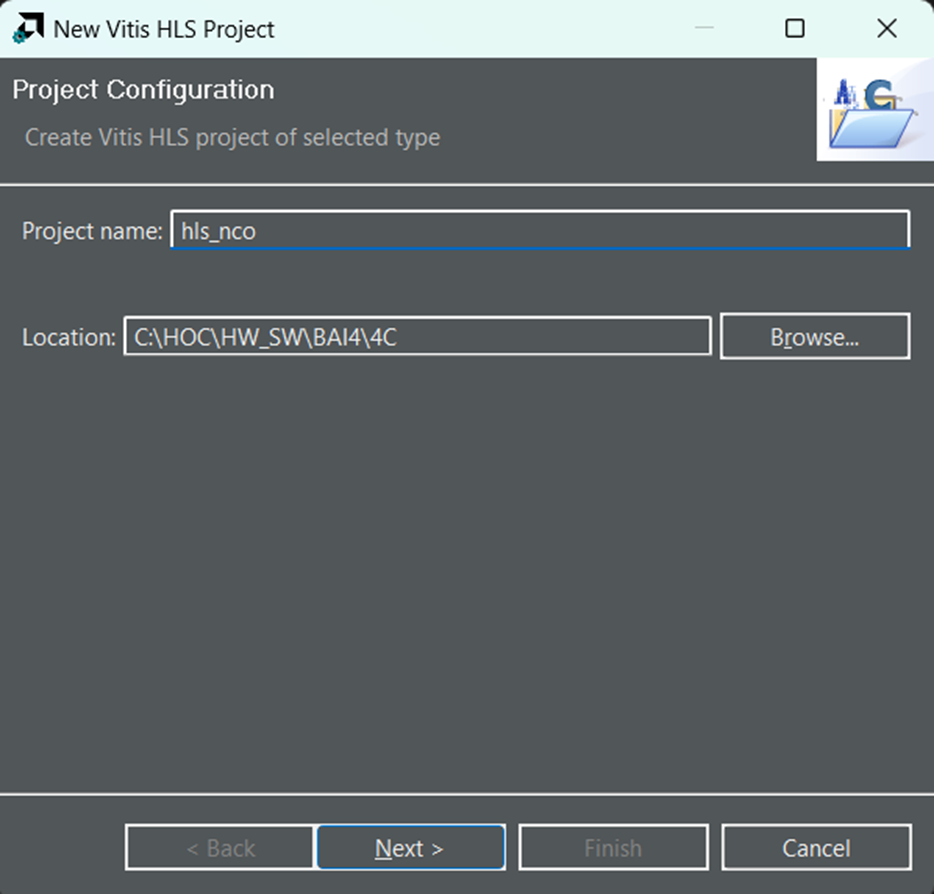 New Vitis HLS Project
Project Configuration
Create Vitis HLS project of selected type
Project name: hls_nco
Location: C:\HOC\HW_SW\BAI4\4C Browse...
< Back Next > Finish Cancel